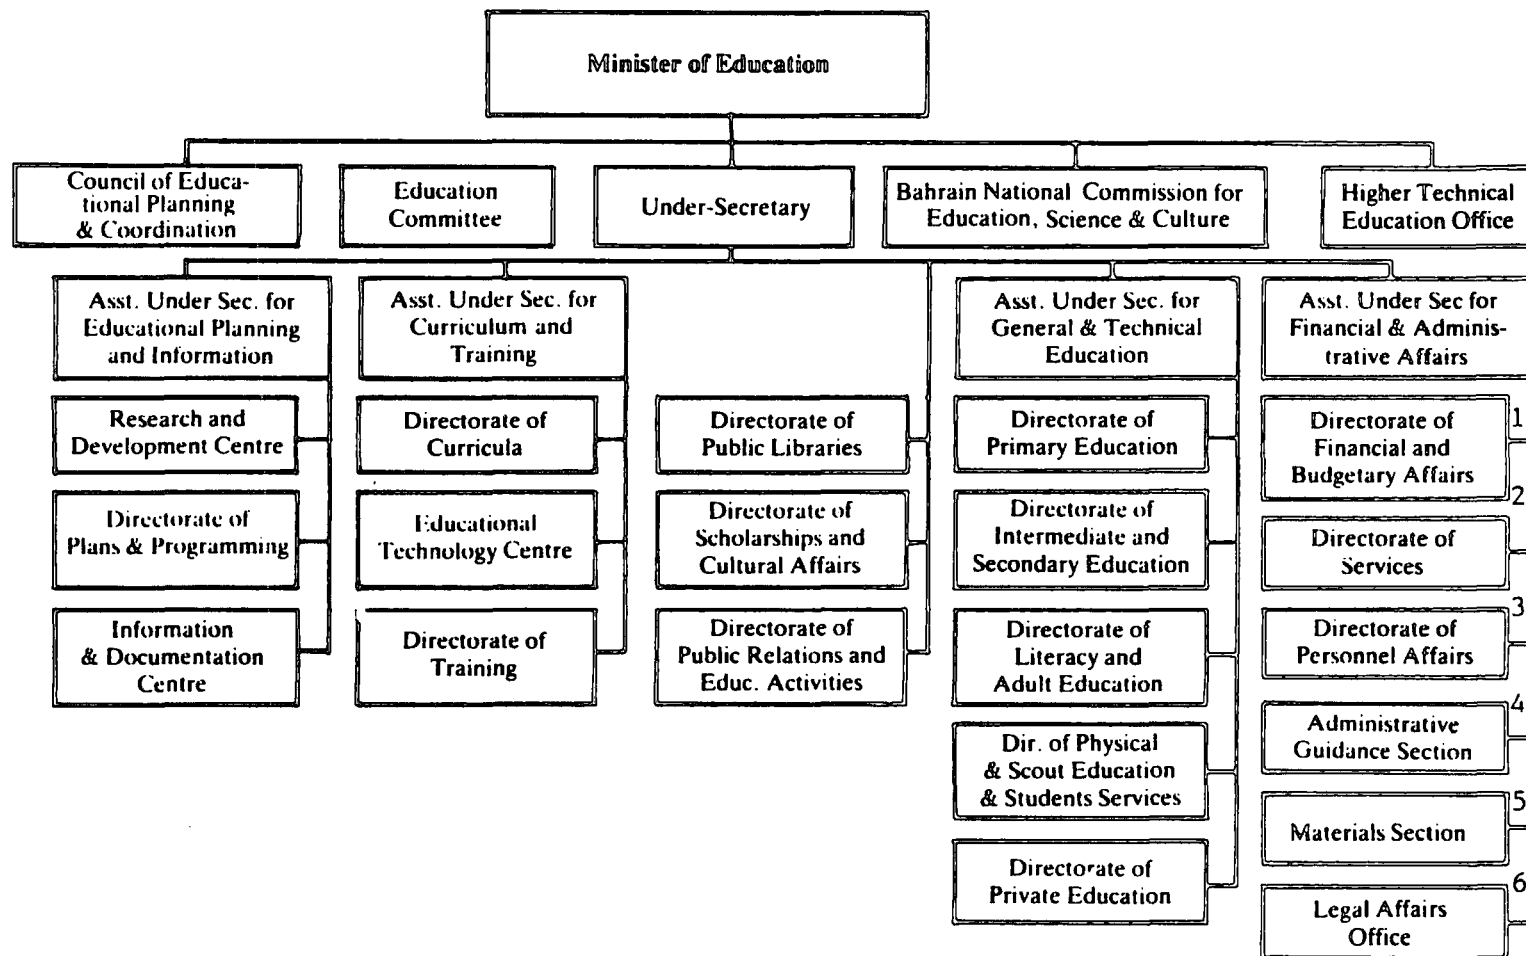 Minister of Education
Council of Educa-
tional Planning
& Coordination
Education
Committee
Under-Secretary
Bahrain National Commission for
Education, Science & Culture
Higher Technical
Education Office
Asst. Under Sec. for
Educational Planning
and Information
Asst. Under Sec. for
Curriculum and
Training
Asst. Under Sec. for
General & Technical
Education
Asst. Under Sec for
Financial & Adminis-
trative Affairs
Research and
Development Centre
Directorate of
Plans & Programming
Information
& Documentation
Centre
Directorate of
Curricula
Educational
Technology Centre
Directorate of
Training
Directorate of
Public Libraries
Directorate of
Scholarships and
Cultural Affairs
Directorate of
Public Relations and
Educ. Activities
Directorate of
Primary Education
Directorate of
Intermediate and
Secondary Education
Directorate of
Literacy and
Adult Education
Dir. of Physical
& Scout Education
& Students Services
Directorate of
Private Education
1
Directorate of
Financial and
Budgetary Affairs
2
Directorate of
Services
3
Directorate of
Personnel Affairs
4
Administrative
Guidance Section
5
Materials Section
6
Legal Affairs
Office